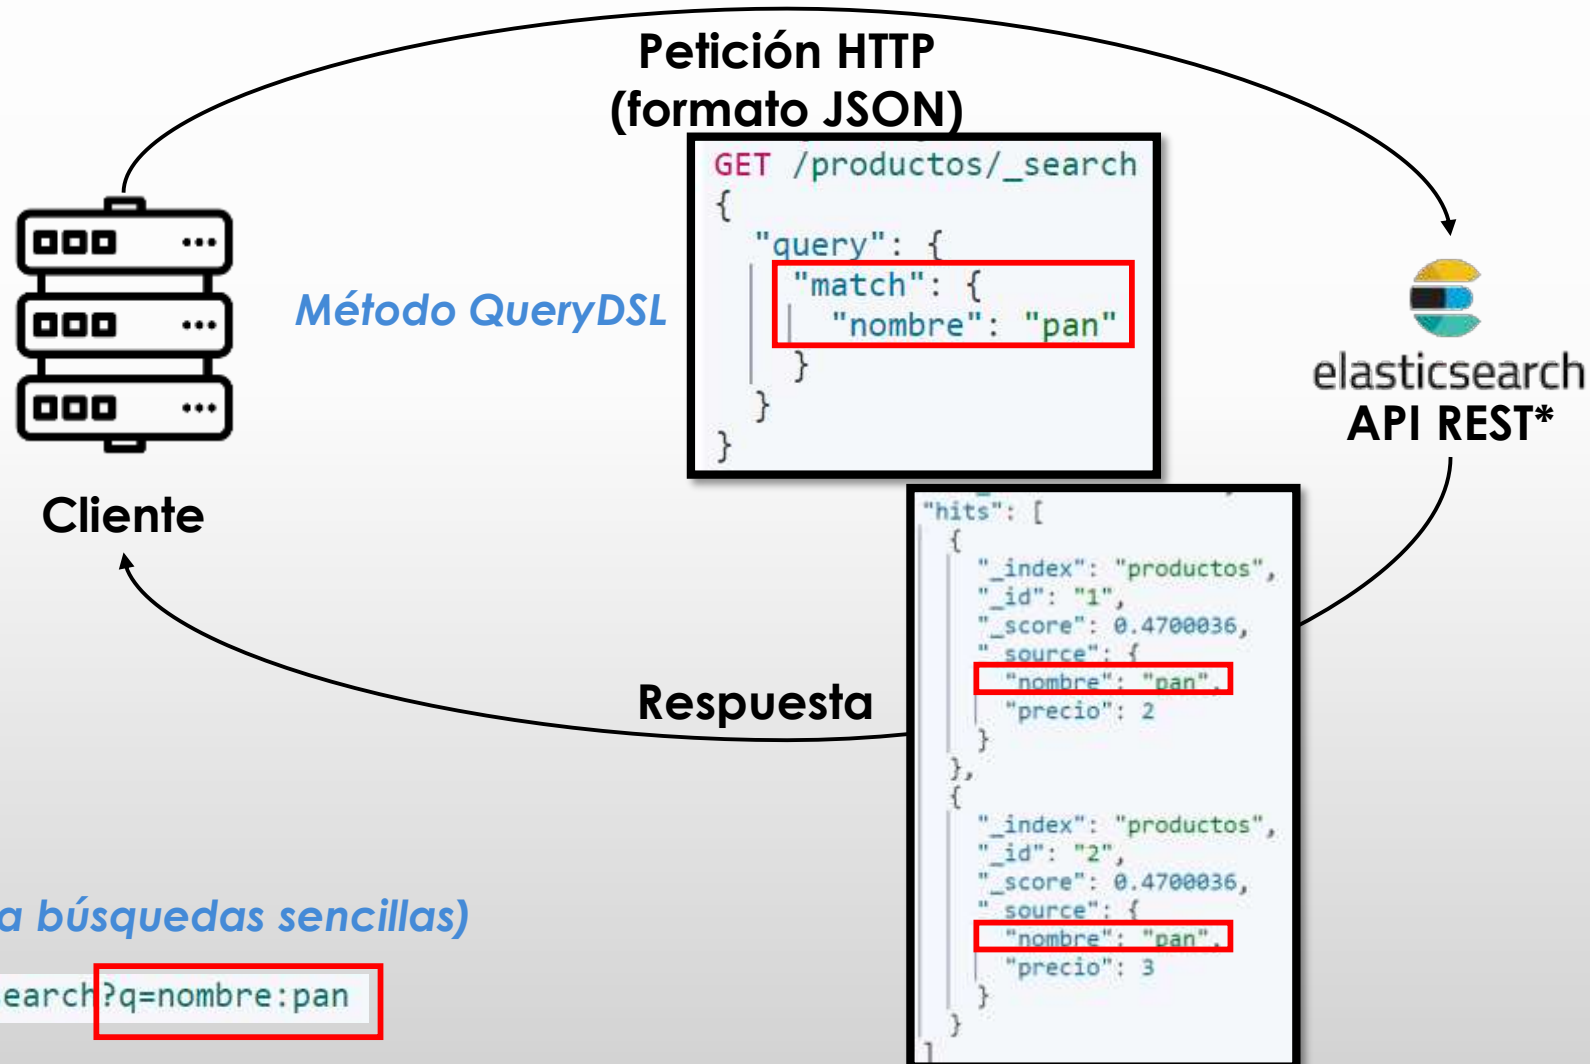 Petición HTTP
(formato JSON)
GET /productos/_search
{
"query": {
"match": {
"nombre": "pan"
}
}
}
Método QueryDSL
elasticsearch
API REST*
Cliente
"hits": [
{
"_index": "productos",
"_id": "1",
"_score": 0.4700036,
"_source": {
"nombre": "pan",
"precio": 2
}
},
{
"_index": "productos",
"_id": "2",
"_score": 0.4700036,
"_source": {
"nombre": "pan",
"precio": 3
}
}
]
Respuesta
a búsquedas sencillas)
earch?q=nombre:pan